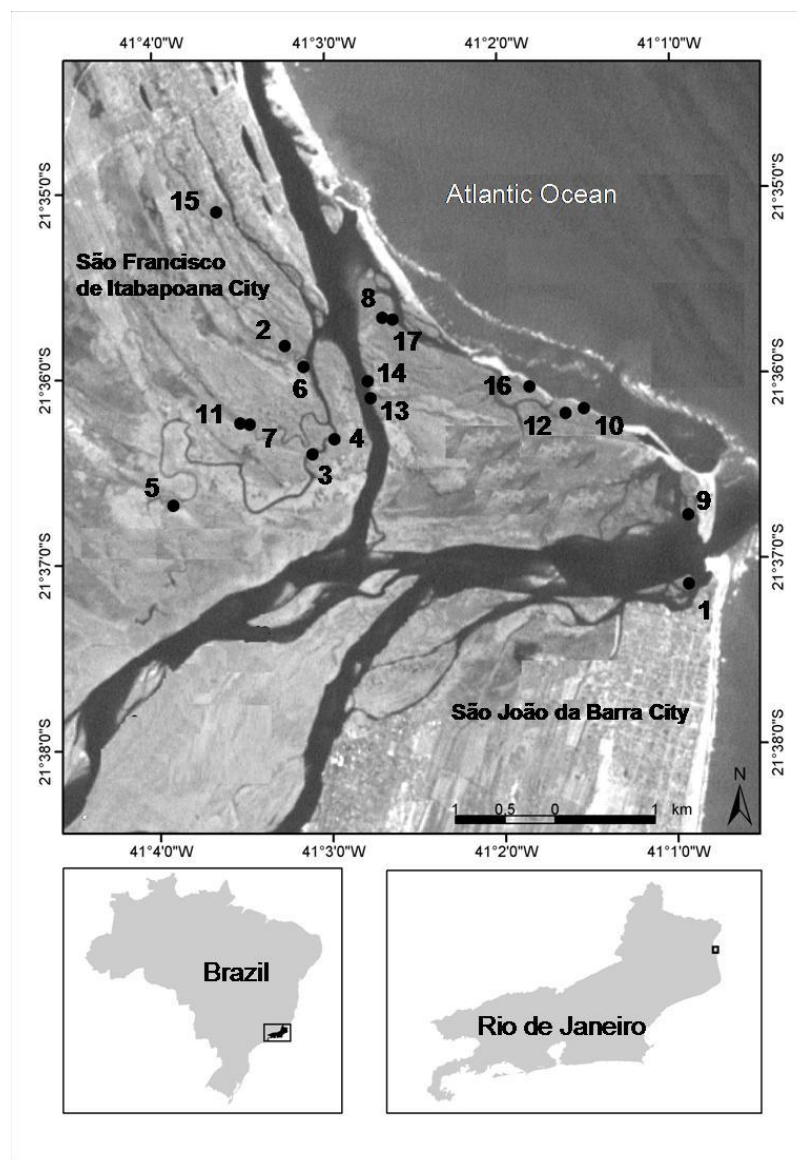 41°4'0"W 41°3'0"W 41°2'0"W 41°1'0"W
21°35'0"S
21°35'0"S
Atlantic Ocean
15
São Francisco
de Itabapoana City
8
17
2
21°36'0"S
21°36'0"S
6
14
16
13
12
10
11
7
4
3
5
9
21°37'0"S
21°37'0"S
1
São João da Barra City
21°38'0"S
21°38'0"S
N
1 0.5 0 1 km
41°4'0"W 41°3'0"W 41°2'0"W 41°1'0"W
Brazil
Rio de Janeiro